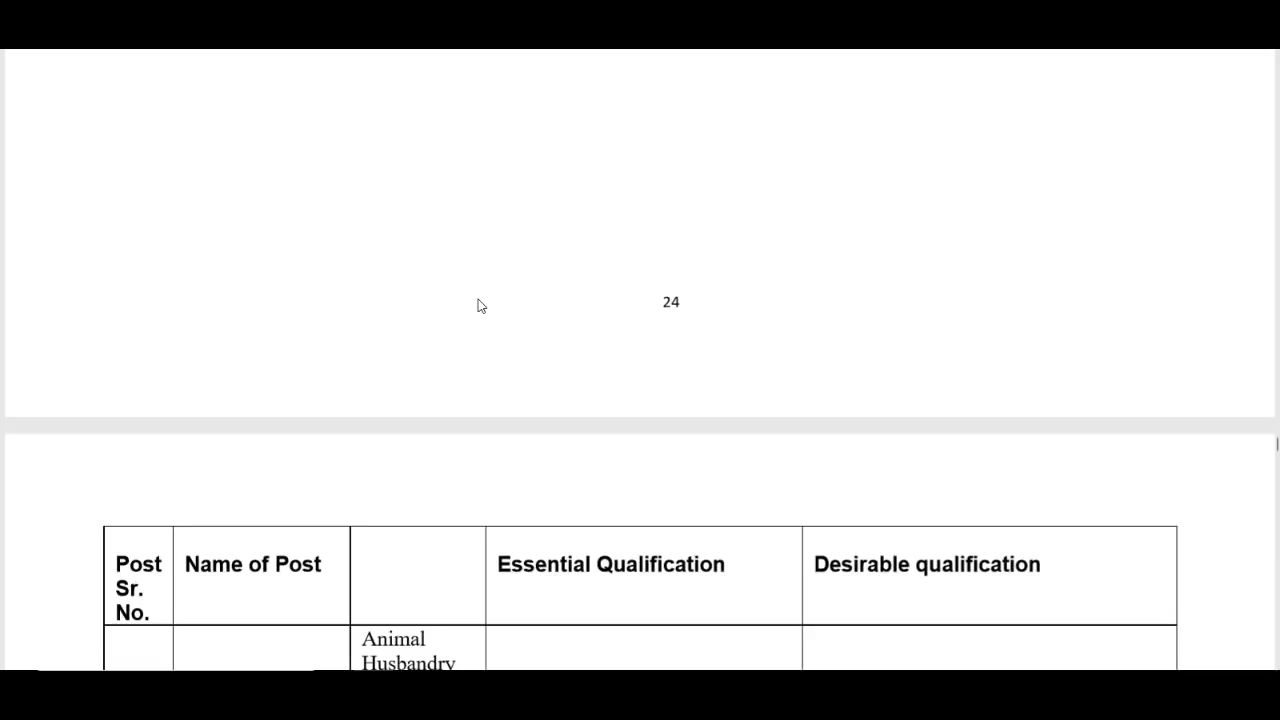 24
Post Sr. No.
Name of Post
Essential Qualification
Desirable qualification
Animal
Husbandry